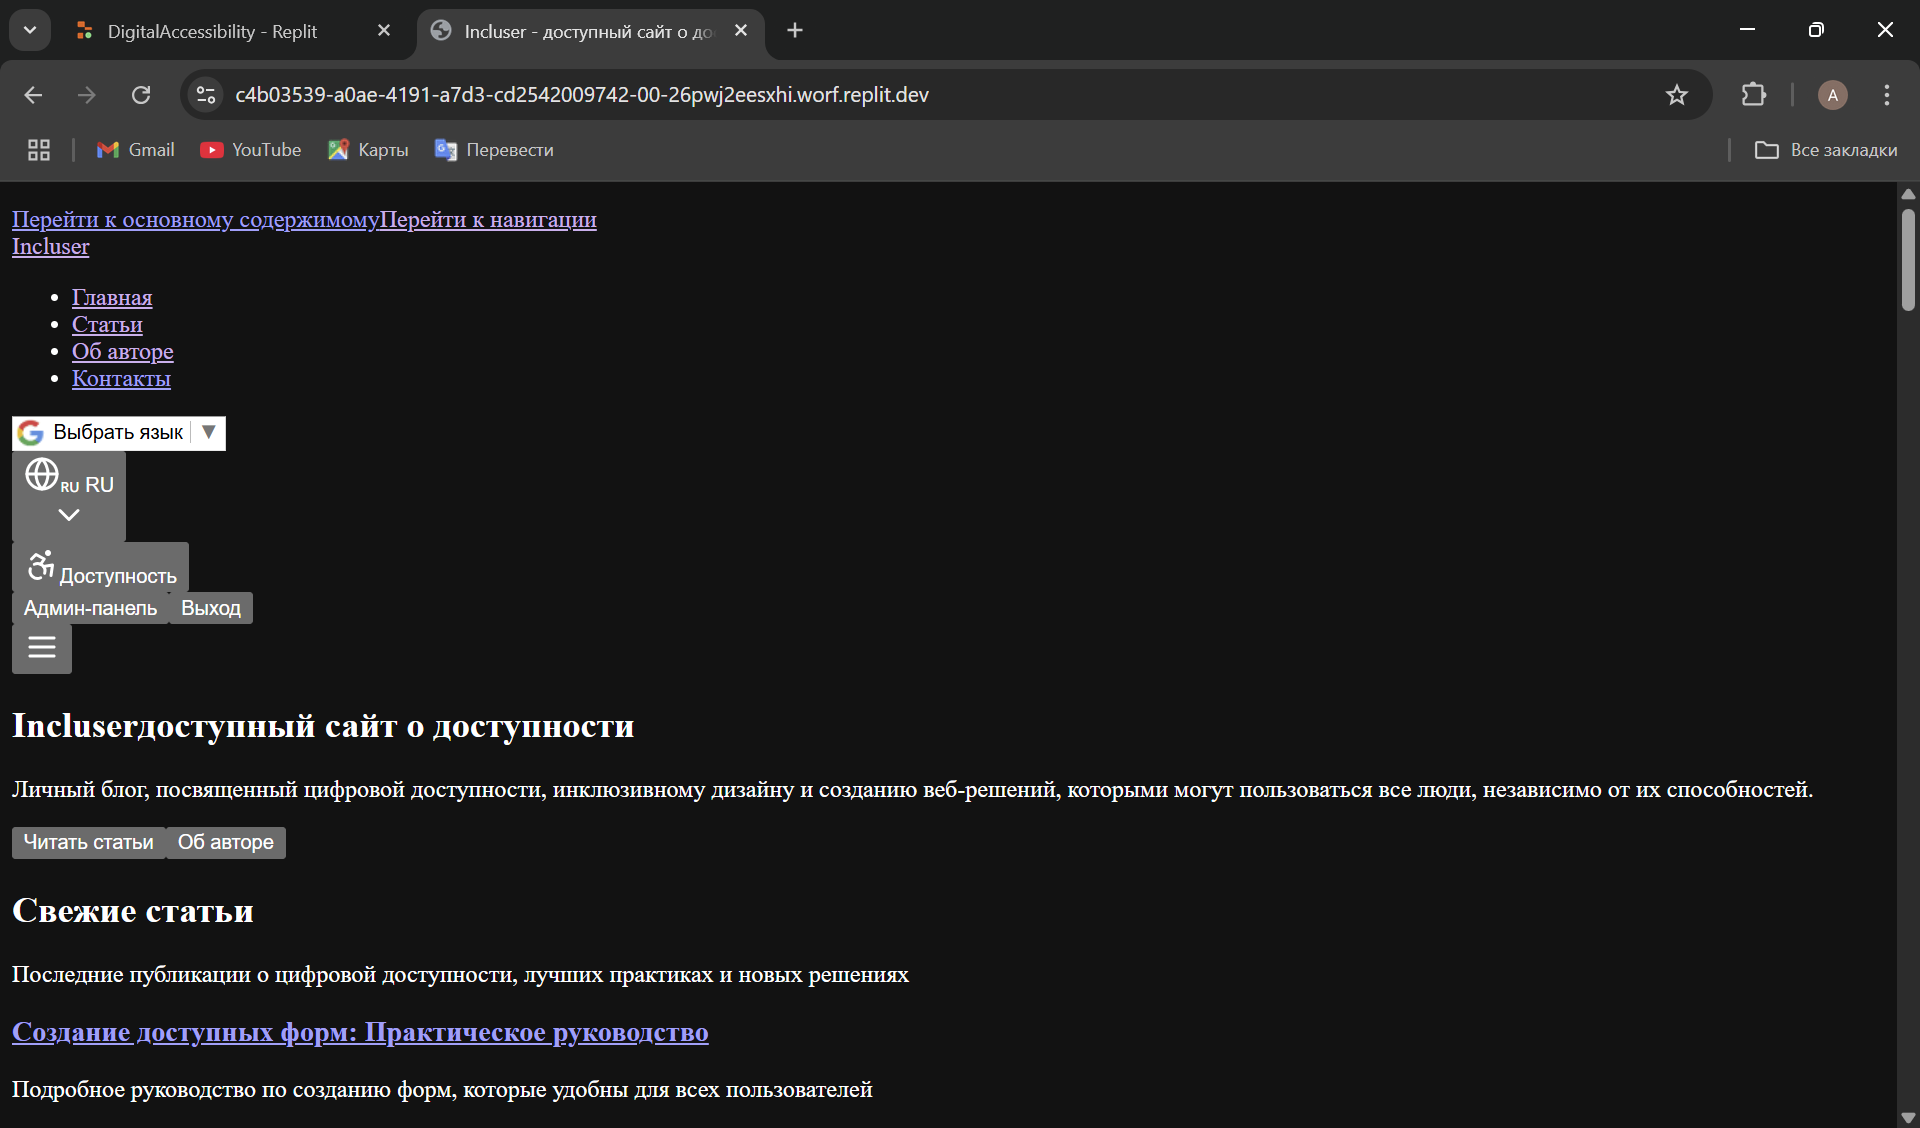 DigitalAccessibility - Replit
Incluser - доступный сайт о до
c4b03539-a0ae-4191-a7d3-cd2542009742-00-26pwj2eesxhi.worf.replit.dev
A
Gmail
YouTube
Карты
Перевести
Все закладки
Перейти к основному содержимомуПерейти к навигации
Incluser
Главная
Статьи
Об авторе
Контакты
Выбрать язык ▼
RU RU
Доступность
Админ-панель Выход
Incluserдоступный сайт о доступности
Личный блог, посвященный цифровой доступности, инклюзивному дизайну и созданию веб-решений, которыми могут пользоваться все люди, независимо от их способностей.
Читать статьи Об авторе
Свежие статьи
Последние публикации о цифровой доступности, лучших практиках и новых решениях
Создание доступных форм: Практическое руководство
Подробное руководство по созданию форм, которые удобны для всех пользователей